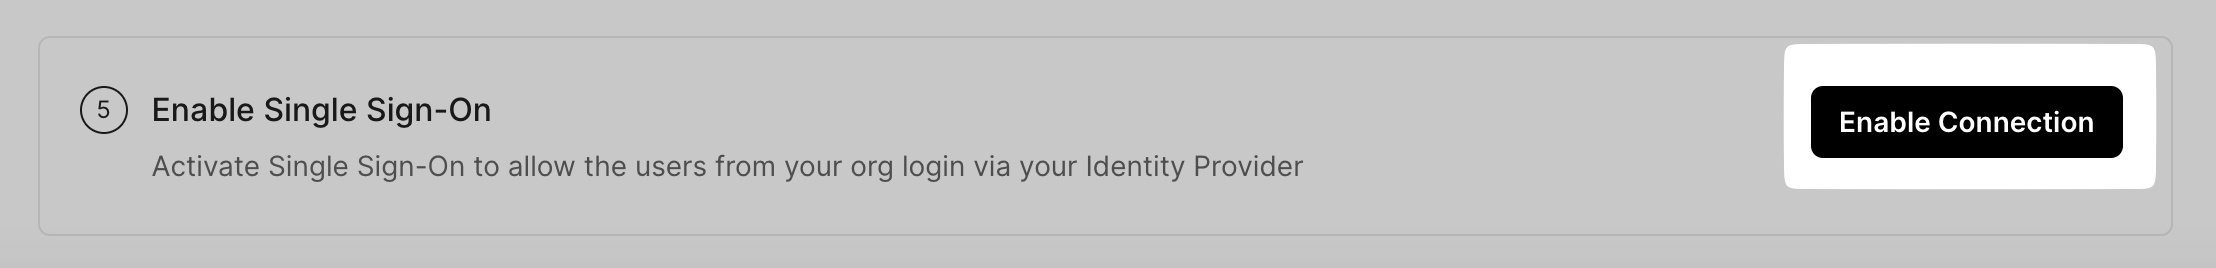 5
Enable Single Sign-On
Activate Single Sign-On to allow the users from your org login via your Identity Provider
Enable Connection